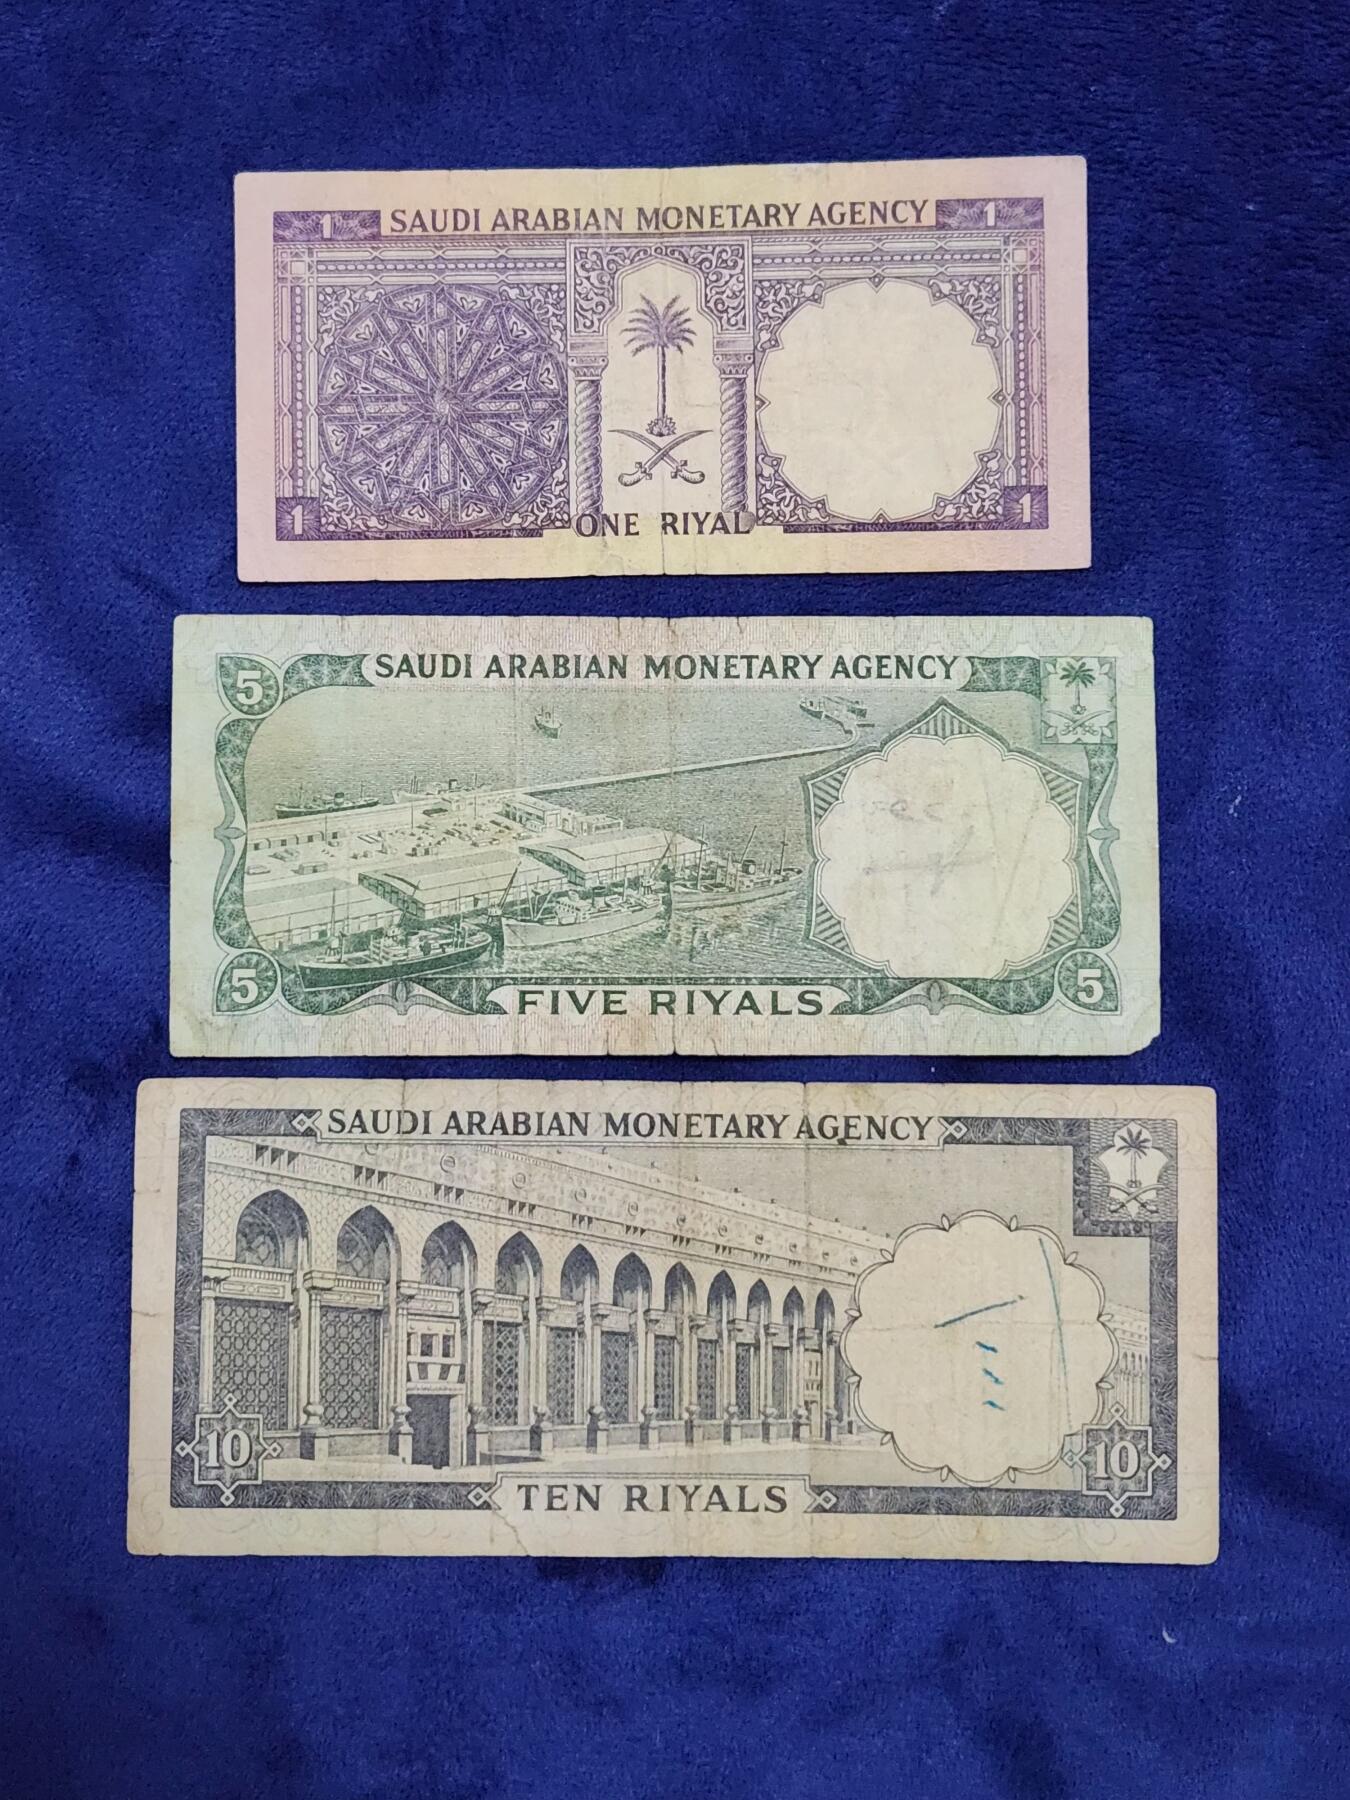 1 SAUDI ARABIAN MONETARY AGENCY 1
1 ONE RIYAL 1
5 SAUDI ARABIAN MONETARY AGENCY
5 FIVE RIYALS 5
SAUDI ARABIAN MONETARY AGENCY
10 10
TEN RIYALS